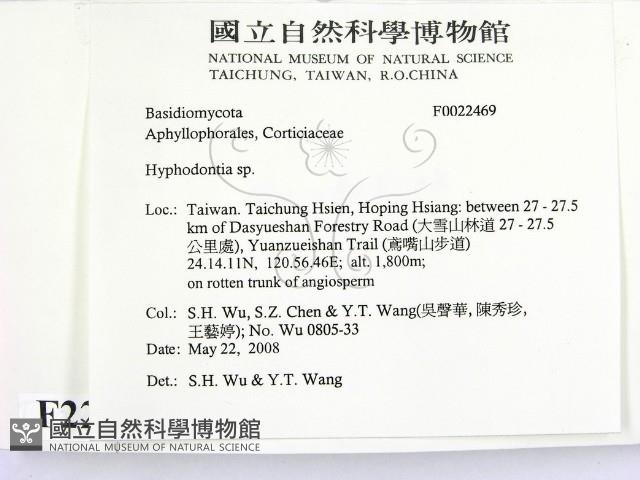 國立自然科學博物館
NATIONAL MUSEUM OF NATURAL SCIENCE
TAICHUNG, TAIWAN, R.O.CHINA
Basidiomycota F0022469
Aphyllophorales, Corticiaceae
Hyphodontia sp.
Loc.: Taiwan. Taichung Hsien, Hoping Hsiang: between 27 - 27.5
km of Dasyueshan Forestry Road (大雪山林道 27 - 27.5
公里處), Yuanzueishan Trail (鳶嘴山步道)
24.14.11N, 120.56.46E; alt. 1,800m;
on rotten trunk of angiosperm
Col.: S.H. Wu, S.Z. Chen & Y.T. Wang(吳聲華, 陳秀珍,
王藝婷); No. Wu 0805-33
Date: May 22, 2008
Det.: S.H. Wu & Y.T. Wang
F22
國立自然科學博物館
NATIONAL MUSEUM OF NATURAL SCIENCE